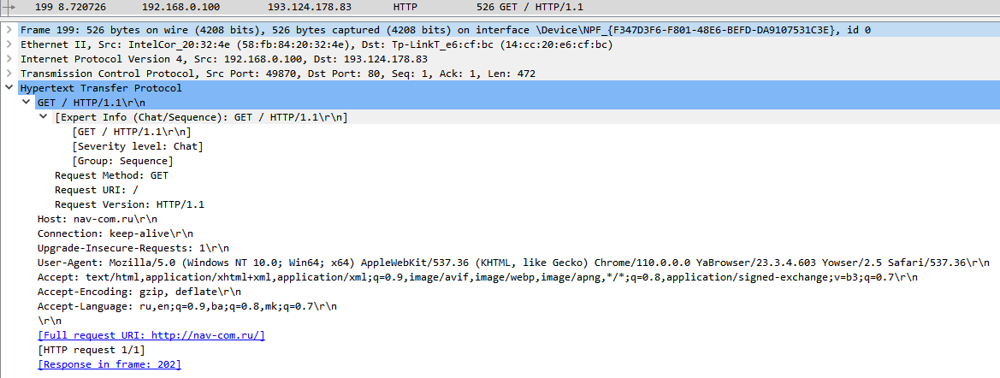 199 8.720726 192.168.0.100 193.124.178.83 HTTP 526 GET / HTTP/1.1
Frame 199: 526 bytes on wire (4208 bits), 526 bytes captured (4208 bits) on interface \Device\NPF_{F347D3F6-F801-48E6-BEFD-DA9107531C3E}, id 0
Ethernet II, Src: IntelCor_20:32:4e (58:fb:84:20:32:4e), Dst: Tp-LinkT_e6:cf:bc (14:cc:20:e6:cf:bc)
Internet Protocol Version 4, Src: 192.168.0.100, Dst: 193.124.178.83
Transmission Control Protocol, Src Port: 49870, Dst Port: 80, Seq: 1, Ack: 1, Len: 472
Hypertext Transfer Protocol
GET / HTTP/1.1\r\n
[Expert Info (Chat/Sequence): GET / HTTP/1.1\r\n]
[GET / HTTP/1.1\r\n]
[Severity level: Chat]
[Group: Sequence]
Request Method: GET
Request URI: /
Request Version: HTTP/1.1
Host: nav-com.ru\r\n
Connection: keep-alive\r\n
Upgrade-Insecure-Requests: 1\r\n
User-Agent: Mozilla/5.0 (Windows NT 10.0; Win64; x64) AppleWebKit/537.36 (KHTML, like Gecko) Chrome/110.0.0.0 YaBrowser/23.3.4.603 Yowser/2.5 Safari/537.36\r\n
Accept: text/html,application/xhtml+xml,application/xml;q=0.9,image/avif,image/webp,image/apng,*/*;q=0.8,application/signed-exchange;v=b3;q=0.7\r\n
Accept-Encoding: gzip, deflate\r\n
Accept-Language: ru,en;q=0.9,ba;q=0.8,mk;q=0.7\r\n
\r\n
[Full request URI: http://nav-com.ru/]
[HTTP request 1/1]
[Response in frame: 202]